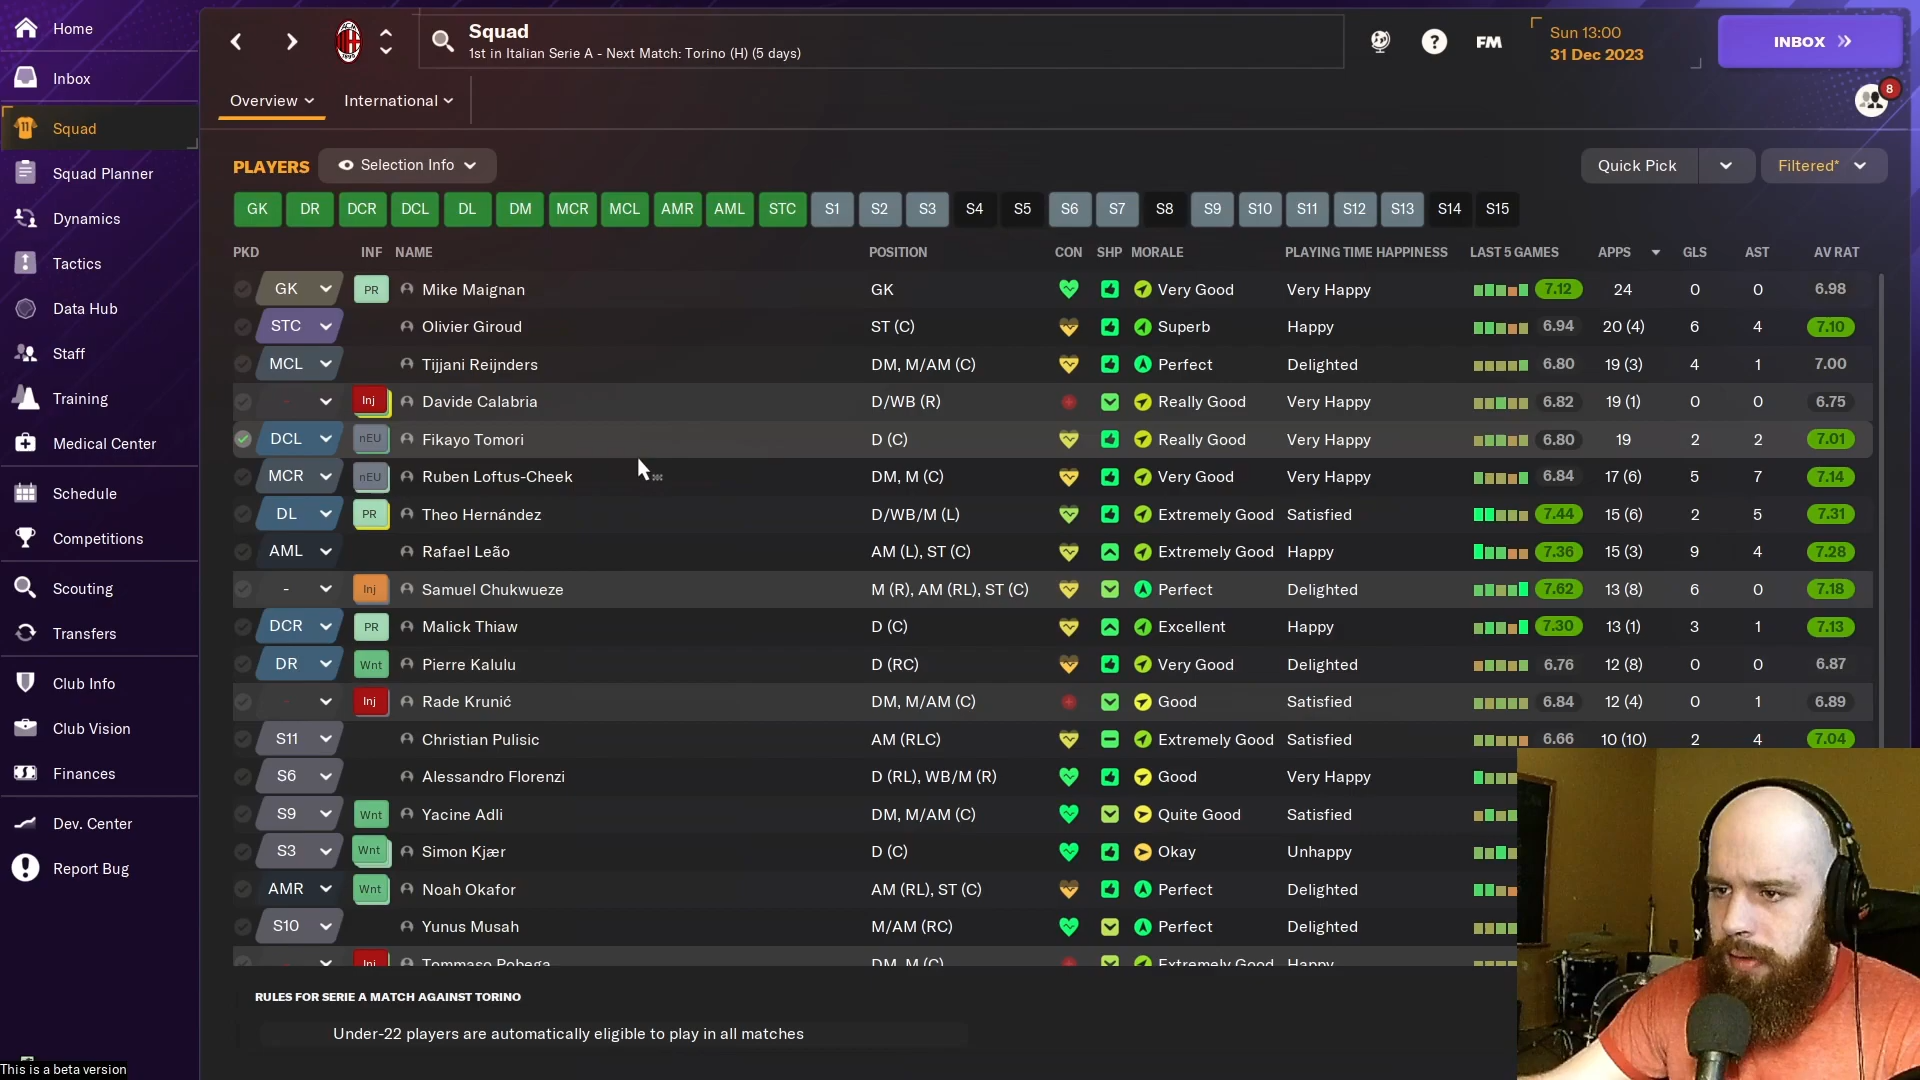 Home
Squad
1st in Italian Serie A - Next Match: Torino (H) (5 days)
FM
Sun 13:00
31 Dec 2023
INBOX
Inbox
Overview
International
8
Squad
Squad Planner
Dynamics
Tactics
Data Hub
Staff
Training
Medical Center
Schedule
Competitions
Scouting
Transfers
Club Info
Club Vision
Finances
Dev. Center
Report Bug
This is a beta version
PLAYERS Selection Info Quick Pick Filtered*
GK DR DCR DCL DL DM MCR MCL AMR AML STC S1 S2 S3 S4 S5 S6 S7 S8 S9 S10 S11 S12 S13 S14 S15
PKD INF NAME POSITION CON SHP MORALE PLAYING TIME HAPPINESS LAST 5 GAMES APPS GLS AST AV RAT
GK PR Mike Maignan GK Very Good Very Happy 7.12 24 0 0 6.98
STC Olivier Giroud ST (C) Superb Happy 6.94 20 (4) 6 4 7.10
MCL Tijjani Reijnders DM, M/AM (C) Perfect Delighted 6.80 19 (3) 4 1 7.00
- Inj Davide Calabria D/WB (R) Really Good Very Happy 6.82 19 (1) 0 0 6.75
DCL nEU Fikayo Tomori D (C) Really Good Very Happy 6.80 19 2 2 7.01
MCR nEU Ruben Loftus-Cheek DM, M (C) Very Good Very Happy 6.84 17 (6) 5 7 7.14
DL PR Theo Hernández D/WB/M (L) Extremely Good Satisfied 7.44 15 (6) 2 5 7.31
AML Rafael Leão AM (L), ST (C) Extremely Good Happy 7.36 15 (3) 9 4 7.28
- Inj Samuel Chukwueze M (R), AM (RL), ST (C) Perfect Delighted 7.62 13 (8) 6 0 7.18
DCR PR Malick Thiaw D (C) Excellent Happy 7.30 13 (1) 3 1 7.13
DR Wnt Pierre Kalulu D (RC) Very Good Delighted 6.76 12 (8) 0 0 6.87
- Inj Rade Krunić DM, M/AM (C) Good Satisfied 6.84 12 (4) 0 1 6.89
S11 Christian Pulisic AM (RLC) Extremely Good Satisfied 6.66 10 (10) 2 4 7.04
S6 Alessandro Florenzi D (RL), WB/M (R) Good Very Happy
S9 Wnt Yacine Adli DM, M/AM (C) Quite Good Satisfied
S3 Wnt Simon Kjær D (C) Okay Unhappy
AMR Wnt Noah Okafor AM (RL), ST (C) Perfect Delighted
S10 Yunus Musah M/AM (RC) Perfect Delighted
- Inj Tommaso Pobega DM, M (C) Extremely Good Happy
RULES FOR SERIE A MATCH AGAINST TORINO
Under-22 players are automatically eligible to play in all matches